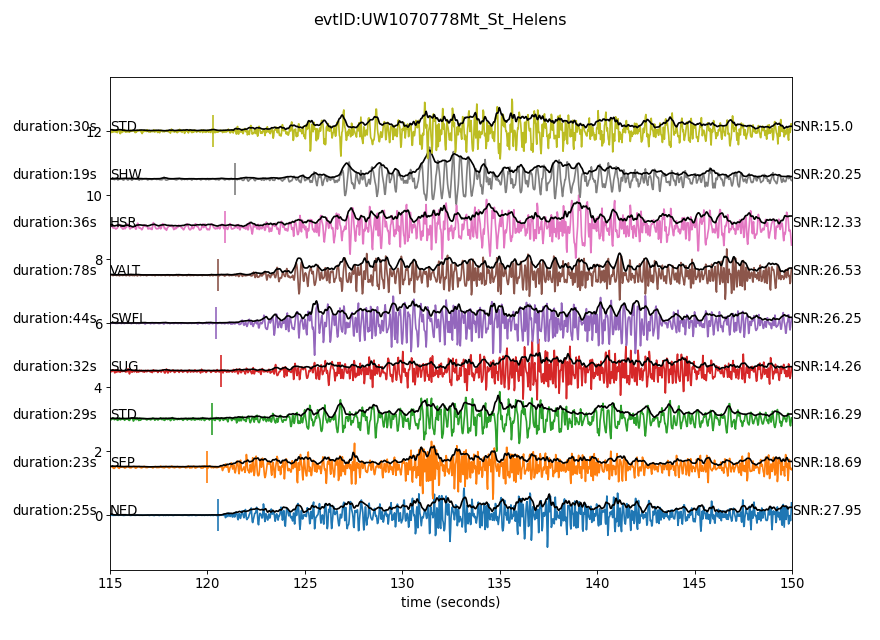 evtID:UW1070778Mt_St_Helens
duration:30s STD SNR:15.0
12
duration:19s SHW SNR:20.25
10
duration:36s HSR SNR:12.33
8
duration:78s VALT SNR:26.53
duration:44s SWFL SNR:26.25
6
duration:32s SUG SNR:14.26
4
duration:29s STD SNR:16.29
2
duration:23s SEP SNR:18.69
duration:25s NED SNR:27.95
0
115 120 125 130 135 140 145 150
time (seconds)